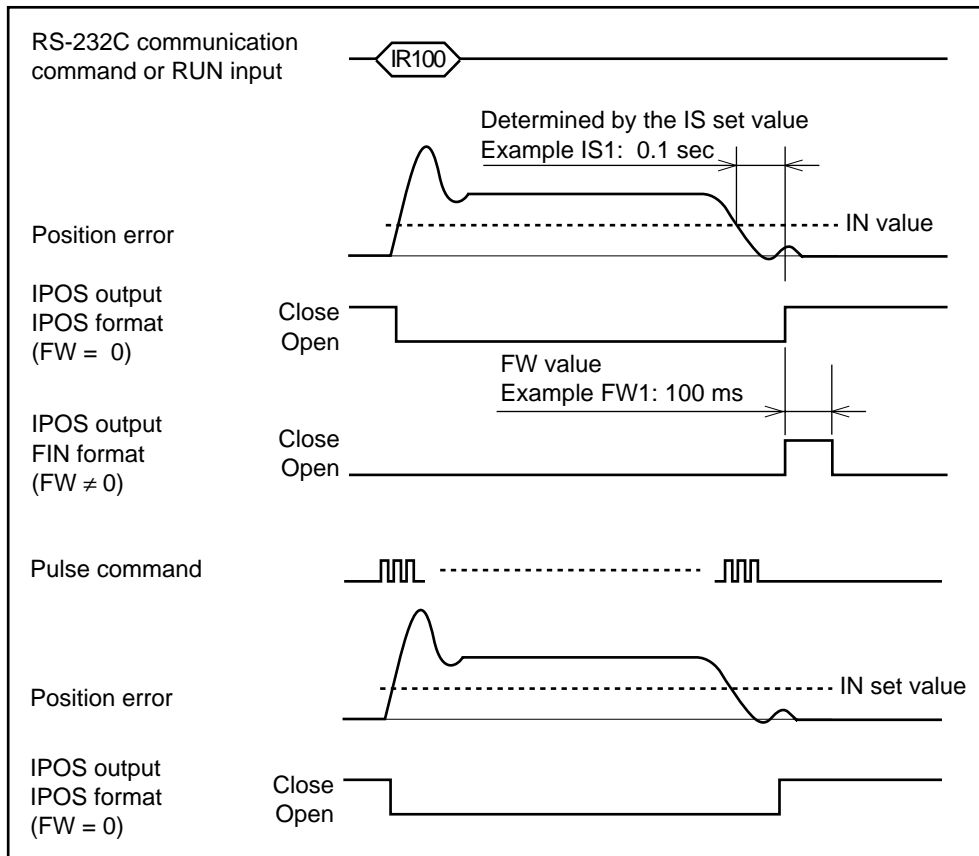 RS-232C communication
command or RUN input
IR100
Determined by the IS set value
Example IS1: 0.1 sec
IN value
Position error
IPOS output
IPOS format
(FW = 0)
Close
Open
FW value
Example FW1: 100 ms
IPOS output
FIN format
(FW ≠ 0)
Close
Open
Pulse command
IN set value
Position error
IPOS output
IPOS format
(FW = 0)
Close
Open